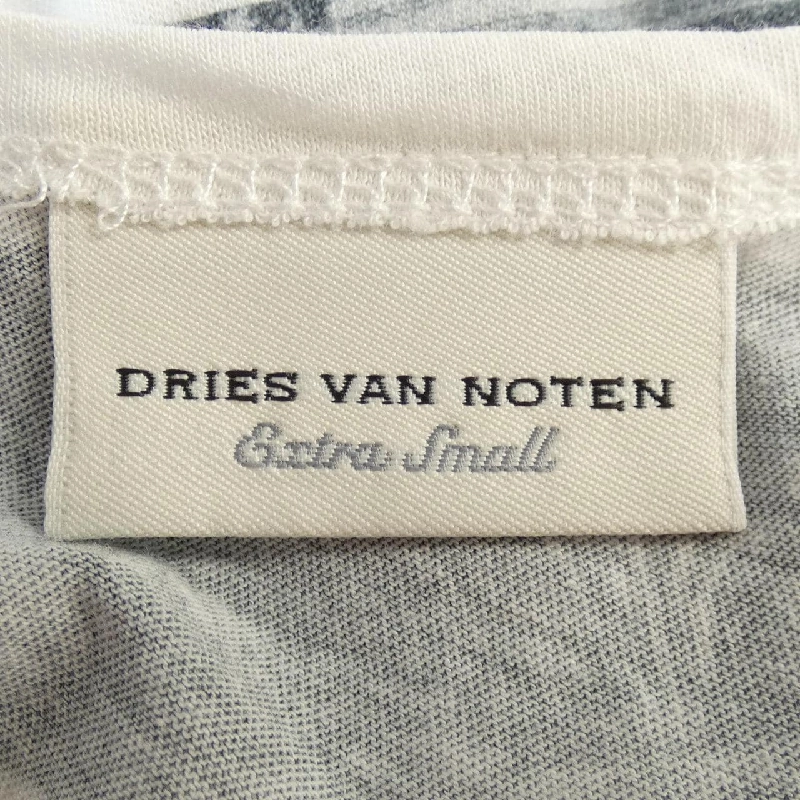 DRIES VAN NOTEN
Extra Small